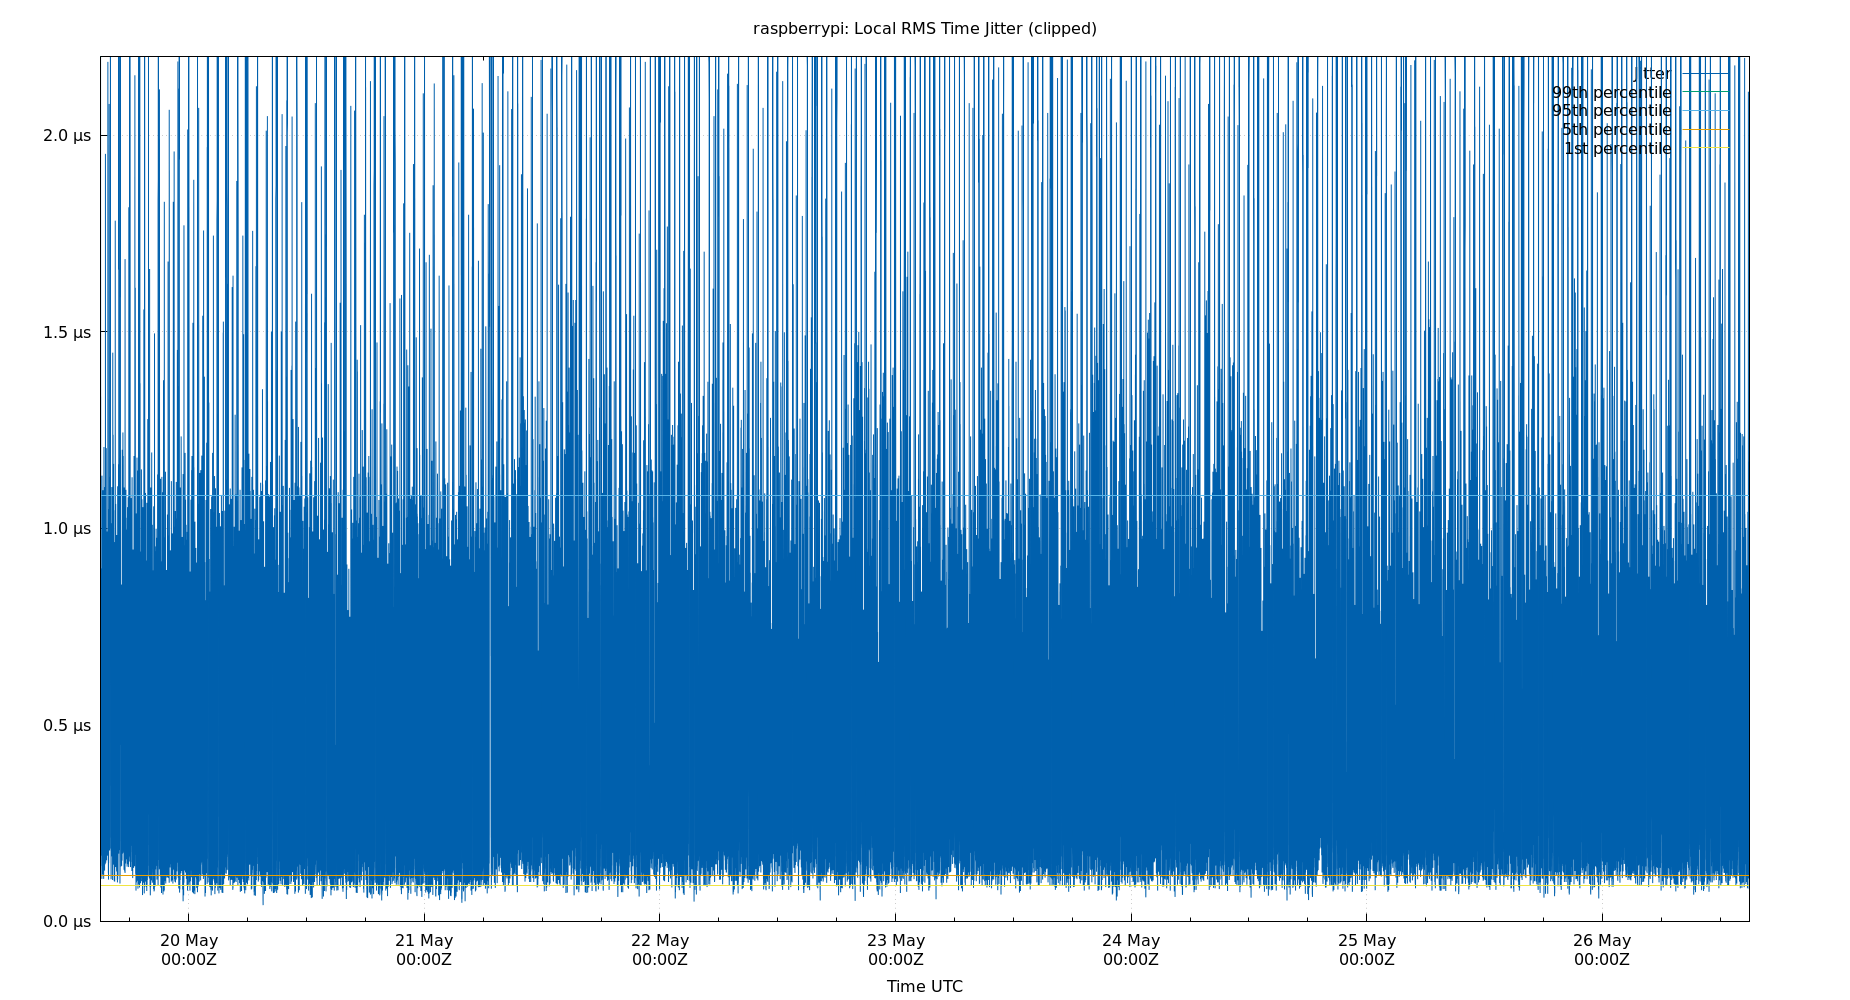 raspberrypi: Local RMS Time Jitter (clipped)
Jitter
99th percentile
95th percentile
5th percentile
1st percentile
2.0 µs
1.5 µs
1.0 µs
0.5 µs
0.0 µs
20 May 21 May 22 May 23 May 24 May 25 May 26 May
00:00Z 00:00Z 00:00Z 00:00Z 00:00Z 00:00Z 00:00Z
Time UTC